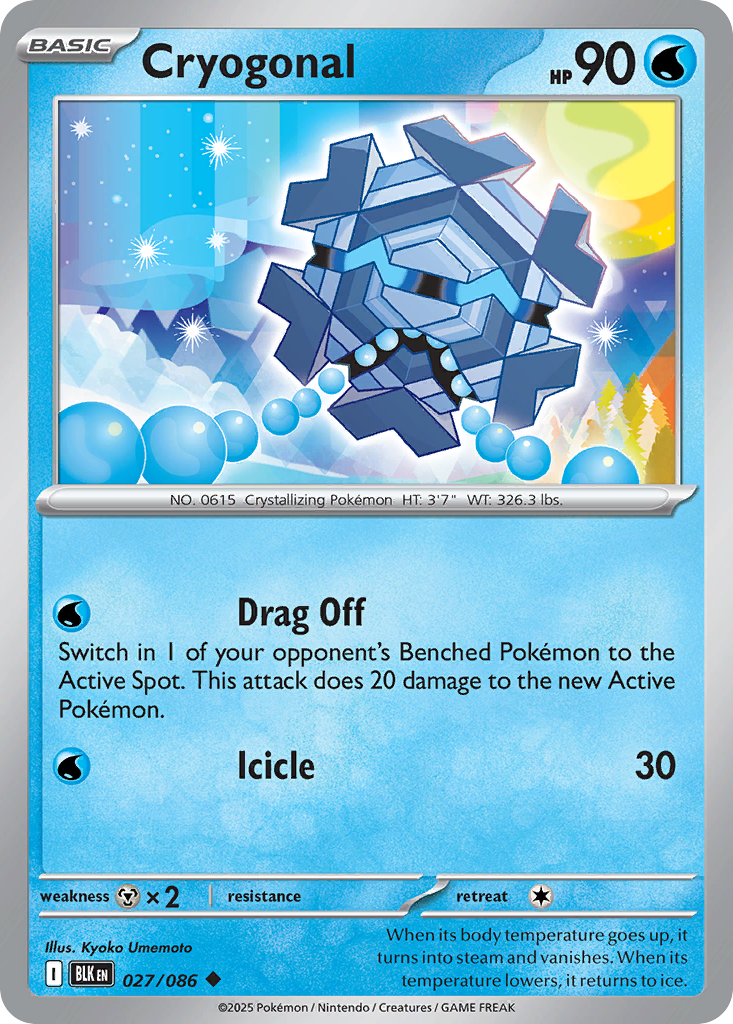 BASIC
Cryogonal
HP 90
NO. 0615 Crystallizing Pokémon HT: 3'7" WT: 326.3 lbs.
Drag Off
Switch in 1 of your opponent's Benched Pokémon to the
Active Spot. This attack does 20 damage to the new Active
Pokémon.
Icicle 30
weakness ×2 resistance retreat
Illus. Kyoko Umemoto
When its body temperature goes up, it
turns into steam and vanishes. When its
temperature lowers, it returns to ice.
I BLK EN 027/086
©2025 Pokémon / Nintendo / Creatures / GAME FREAK